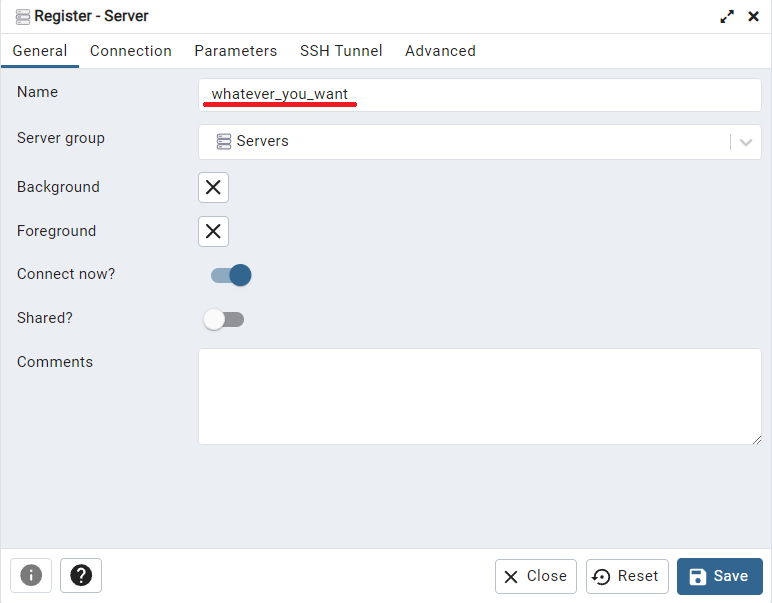 Register - Server
General Connection Parameters SSH Tunnel Advanced
Name whatever_you_want
Server group Servers
Background
Foreground
Connect now?
Shared?
Comments
Close Reset Save